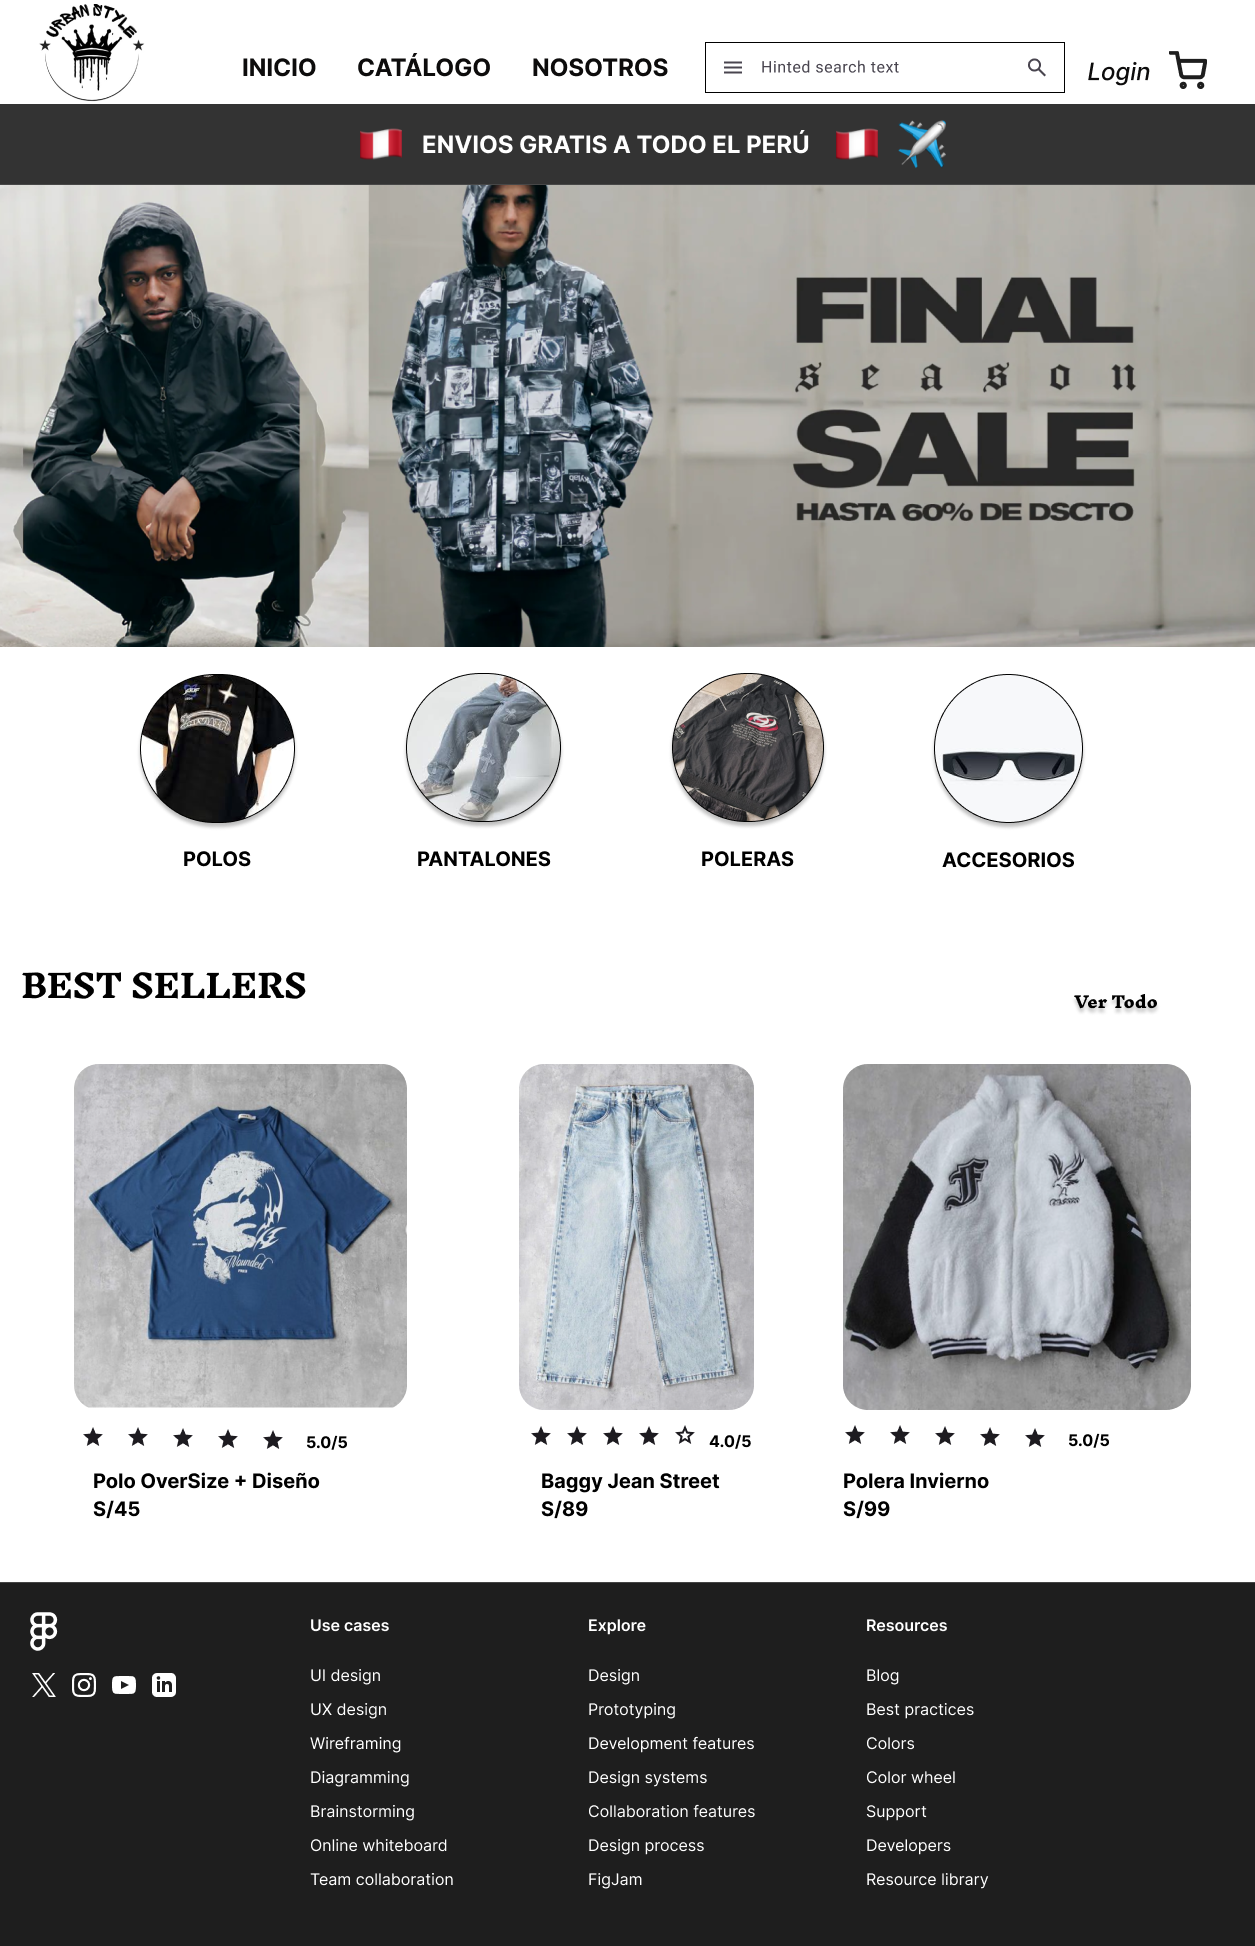 URBAN STYLE
INICIO
CATÁLOGO
NOSOTROS
Hinted search text
Login
ENVIOS GRATIS A TODO EL PERÚ
FINAL
season
SALE
HASTA 60% DE DSCTO
POLOS
PANTALONES
POLERAS
ACCESORIOS
BEST SELLERS
Ver Todo
Wounded
F
5.0/5
4.0/5
5.0/5
Polo OverSize + Diseño
S/45
Baggy Jean Street
S/89
Polera Invierno
S/99
Use cases
UI design
UX design
Wireframing
Diagramming
Brainstorming
Online whiteboard
Team collaboration
Explore
Design
Prototyping
Development features
Design systems
Collaboration features
Design process
FigJam
Resources
Blog
Best practices
Colors
Color wheel
Support
Developers
Resource library